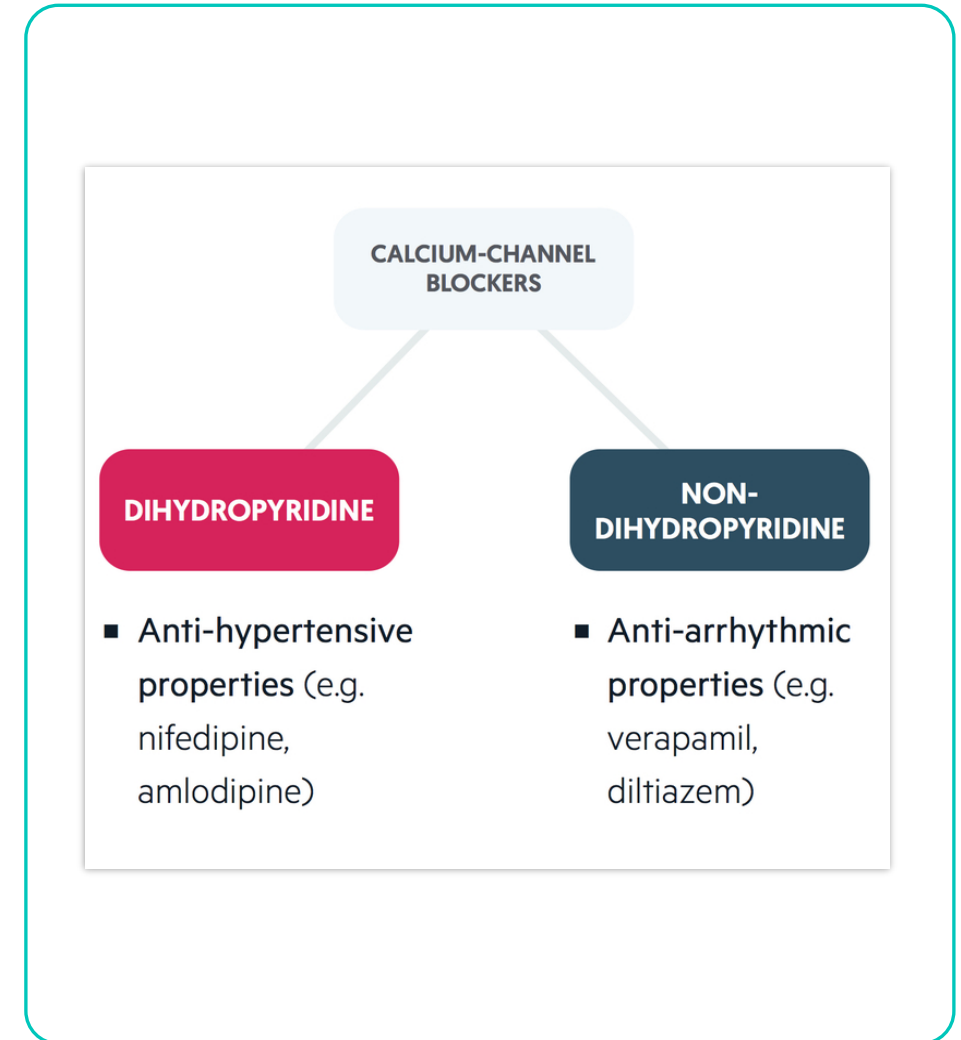 CALCIUM-CHANNEL
BLOCKERS
DIHYDROPYRIDINE
▪ Anti-hypertensive
properties (e.g.
nifedipine,
amlodipine)
NON-
DIHYDROPYRIDINE
▪ Anti-arrhythmic
properties (e.g.
verapamil,
diltiazem)